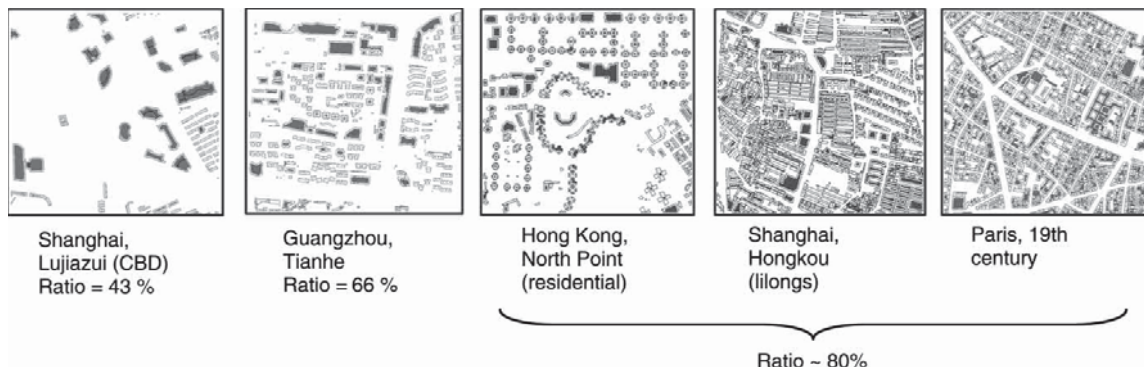 Shanghai,
Lujiazui (CBD)
Ratio = 43 %
Guangzhou,
Tianhe
Ratio = 66 %
Hong Kong,
North Point
(residential)
Shanghai,
Hongkou
(lilongs)
Paris, 19th
century
Ratio ~ 80%